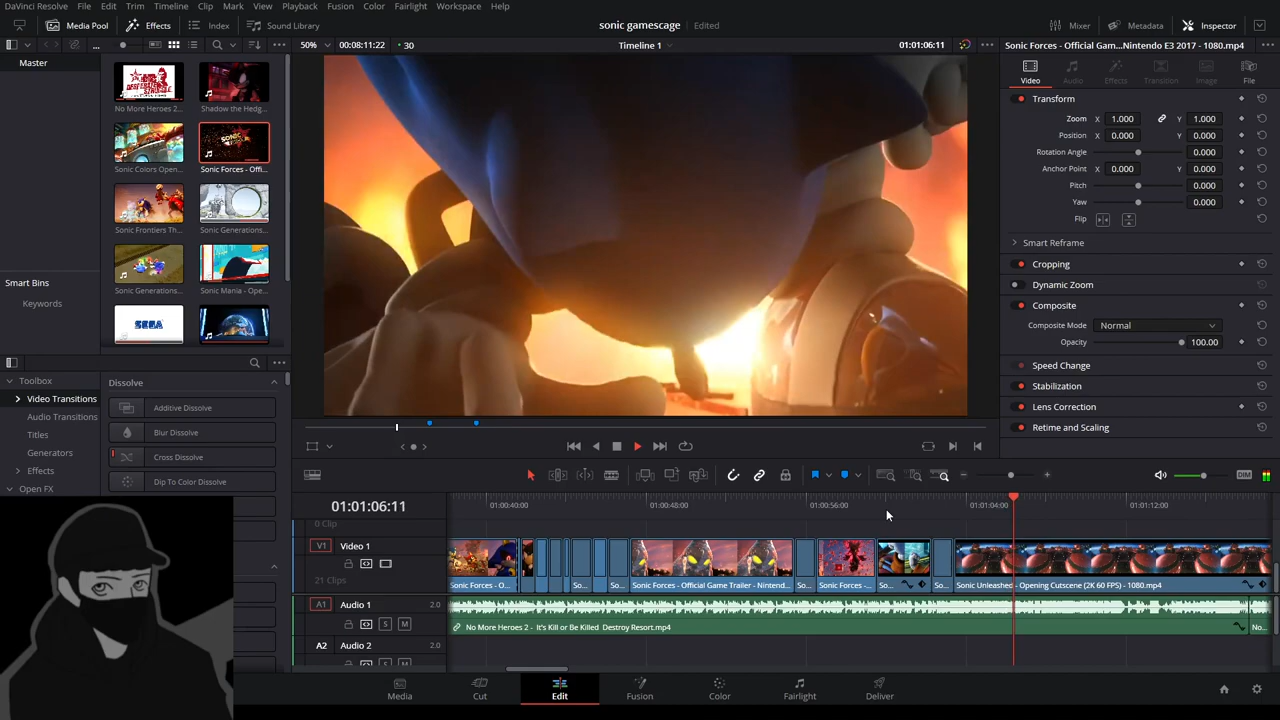 DaVinci Resolve File Edit Trim Timeline Clip Mark View Playback Fusion Color Fairlight Workspace Help
Media Pool Effects Index Sound Library sonic gamescage Edited Mixer Metadata Inspector
... 50% 00:08:11:22 30 Timeline 1 01:01:06:11 Sonic Forces - Official Gam...Nintendo E3 2017 - 1080.mp4
Master
No More Heroes 2...
Shadow the Hedg...
Sonic Colors Open...
Sonic Forces - Offi...
Sonic Frontiers Th...
Sonic Generations...
Sonic Generations...
Sonic Mania - Ope...
SEGA
Smart Bins
Keywords
Video Audio Effects Transition Image File
Transform
Zoom X 1.000 Y 1.000
Position X 0.000 Y 0.000
Rotation Angle 0.000
Anchor Point X 0.000 Y 0.000
Pitch 0.000
Yaw 0.000
Flip
Smart Reframe
Cropping
Dynamic Zoom
Composite
Composite Mode Normal
Opacity 100.00
Speed Change
Stabilization
Lens Correction
Retime and Scaling
Toolbox
Video Transitions
Audio Transitions
Titles
Generators
Effects
Open FX
Dissolve
Additive Dissolve
Blur Dissolve
Cross Dissolve
Dip To Color Dissolve
DIM
01:01:06:11
01:00:40:00 01:00:48:00 01:00:56:00 01:01:04:00 01:01:12:00
0 Clip
V1 Video 1
21 Clips
Sonic Forces - O... So... Sonic Forces - Official Game Trailer - Nintend... So... Sonic Forces -... So... So... Sonic Unleashed - Opening Cutscene (2K 60 FPS) - 1080.mp4
A1 Audio 1 2.0
S M
No More Heroes 2 - It's Kill or Be Killed Destroy Resort.mp4 No...
A2 Audio 2 2.0
S M
Media Cut Edit Fusion Color Fairlight Deliver